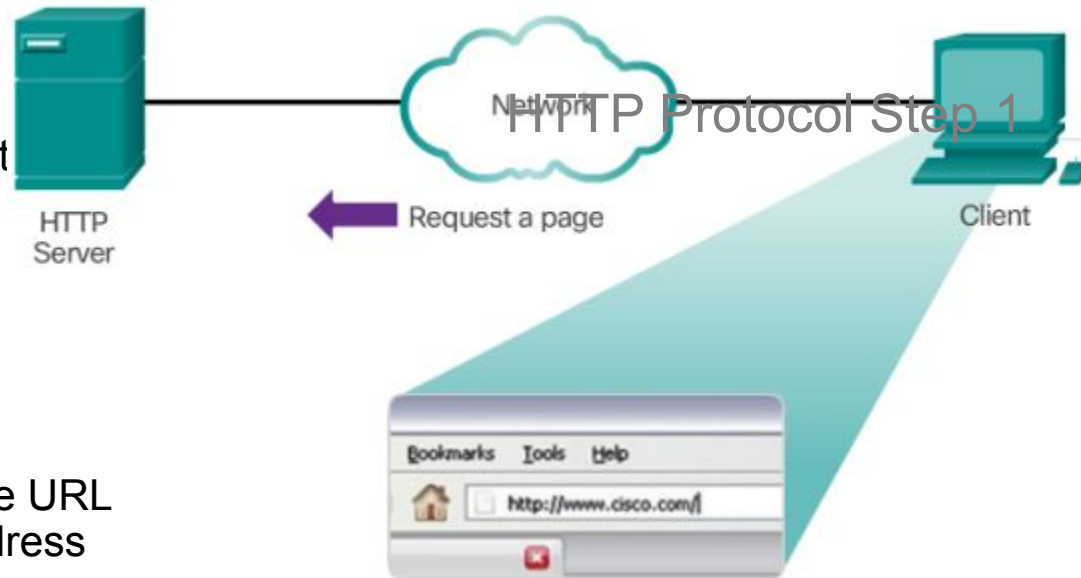 Network
HTTP Protocol Step 1
t
HTTP
Server
Request a page
Client
Bookmarks Tools Help
http://www.cisco.com/
e URL
dress